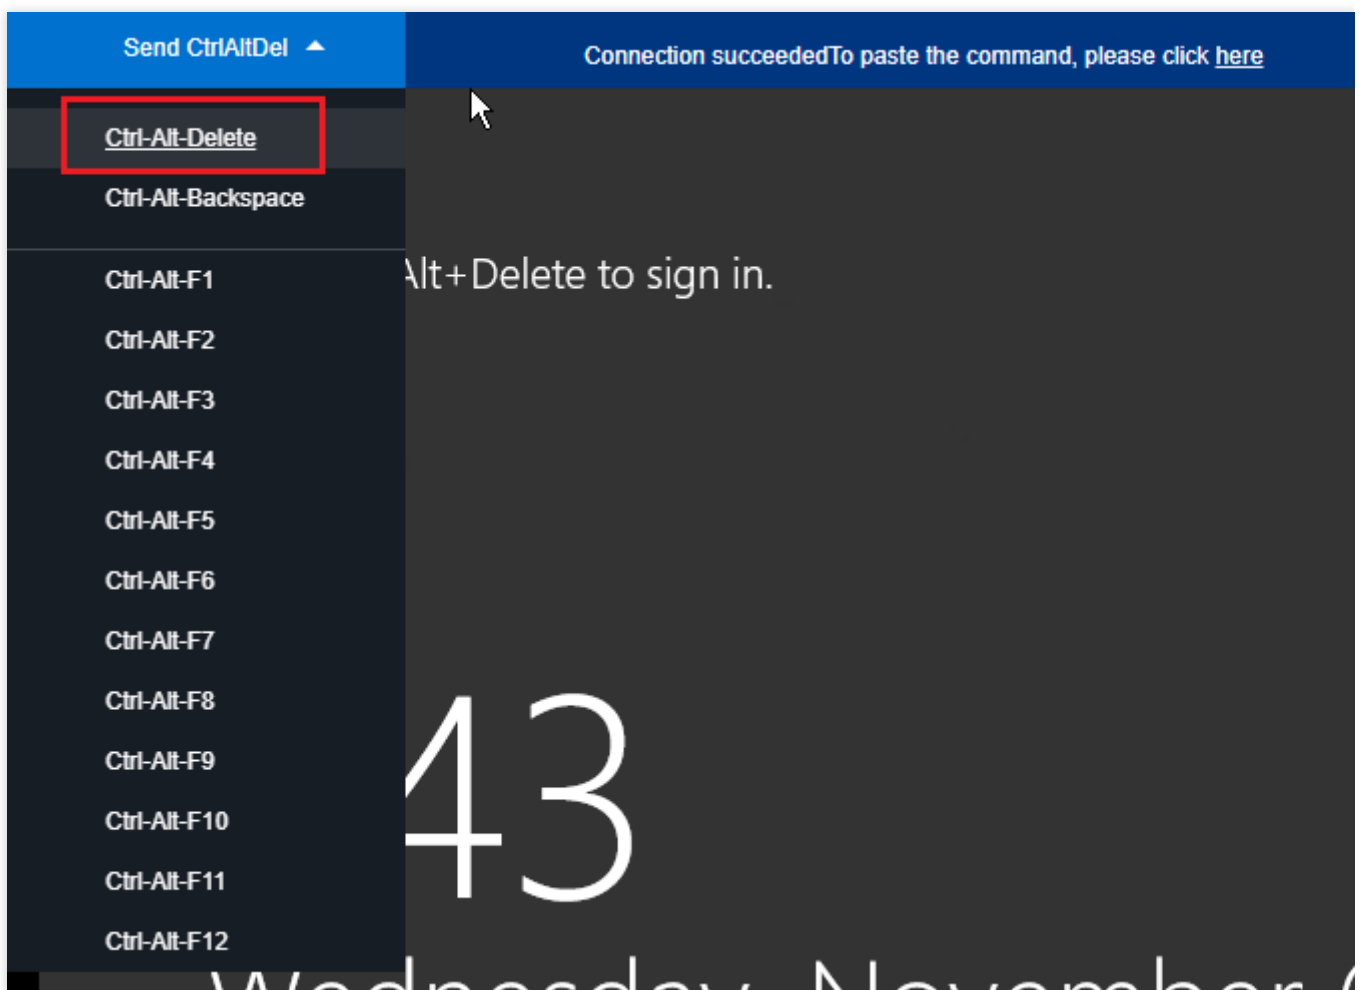 Send CtrlAltDel
Connection succeededTo paste the command, please click here
Ctrl-Alt-Delete
Ctrl-Alt-Backspace
Alt+Delete to sign in.
Ctrl-Alt-F1
Ctrl-Alt-F2
Ctrl-Alt-F3
Ctrl-Alt-F4
Ctrl-Alt-F5
Ctrl-Alt-F6
Ctrl-Alt-F7
Ctrl-Alt-F8
Ctrl-Alt-F9
Ctrl-Alt-F10
Ctrl-Alt-F11
Ctrl-Alt-F12
43
Wednesday, November